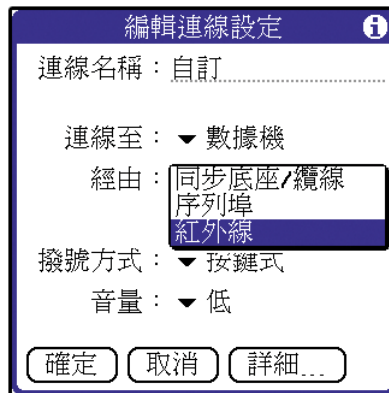 編輯連線設定 i
連線名稱：自訂
連線至：數據機
經由：同步底座/纜線
序列埠
紅外線
撥號方式：按鍵式
音量：低
確定 取消 詳細...